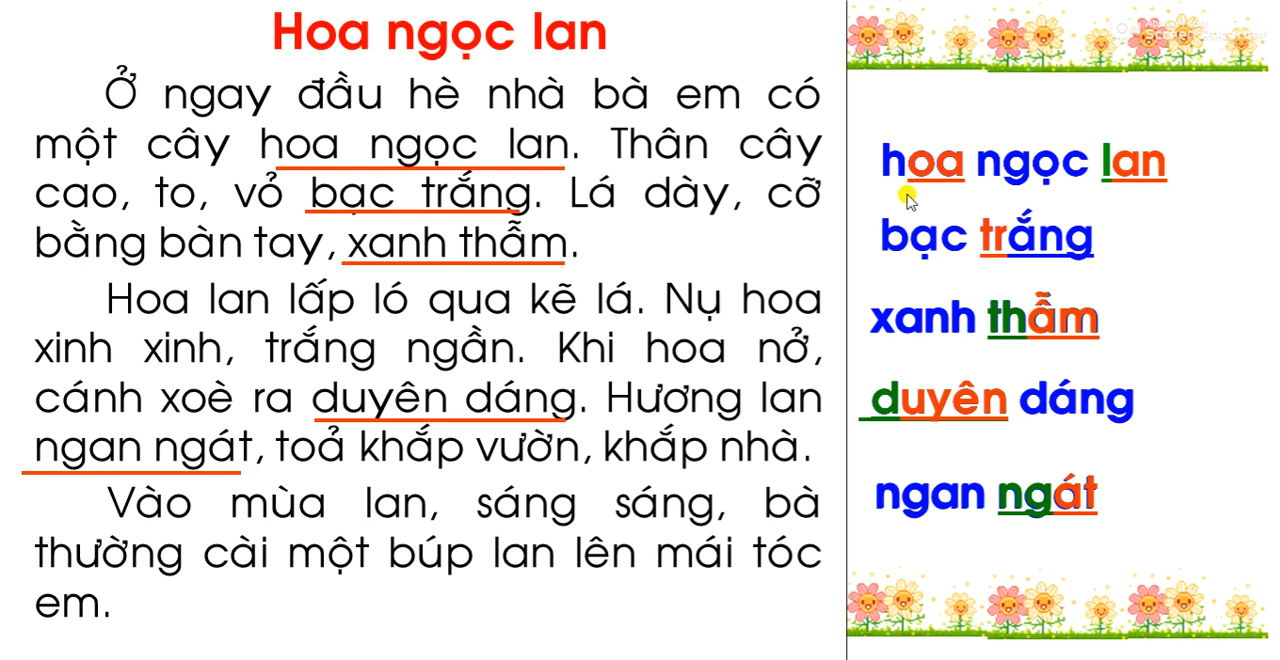 Hoa ngọc lan
Ở ngay đầu hè nhà bà em có
một cây hoa ngọc lan. Thân cây
cao, to, vỏ bạc trắng. Lá dày, cỡ
bằng bàn tay, xanh thẫm.
Hoa lan lấp ló qua kẽ lá. Nụ hoa
xinh xinh, trắng ngần. Khi hoa nở,
cánh xoè ra duyên dáng. Hương lan
ngan ngát, toả khắp vườn, khắp nhà.
Vào mùa lan, sáng sáng, bà
thường cài một búp lan lên mái tóc
em.
hoa ngọc lan
bạc trắng
xanh thẫm
duyên dáng
ngan ngát